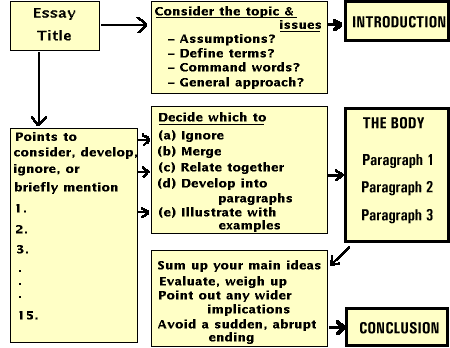 Essay
Title
Consider the topic &
issues
– Assumptions?
– Define terms?
– Command words?
– General approach?
INTRODUCTION
Points to
consider, develop,
ignore, or
briefly mention
1.
2.
3.
.
.
.
15.
Decide which to
(a) Ignore
(b) Merge
(c) Relate together
(d) Develop into
paragraphs
(e) Illustrate with
examples
THE BODY
Paragraph 1
Paragraph 2
Paragraph 3
Sum up your main ideas
Evaluate, weigh up
Point out any wider
implications
Avoid a sudden, abrupt
ending
CONCLUSION